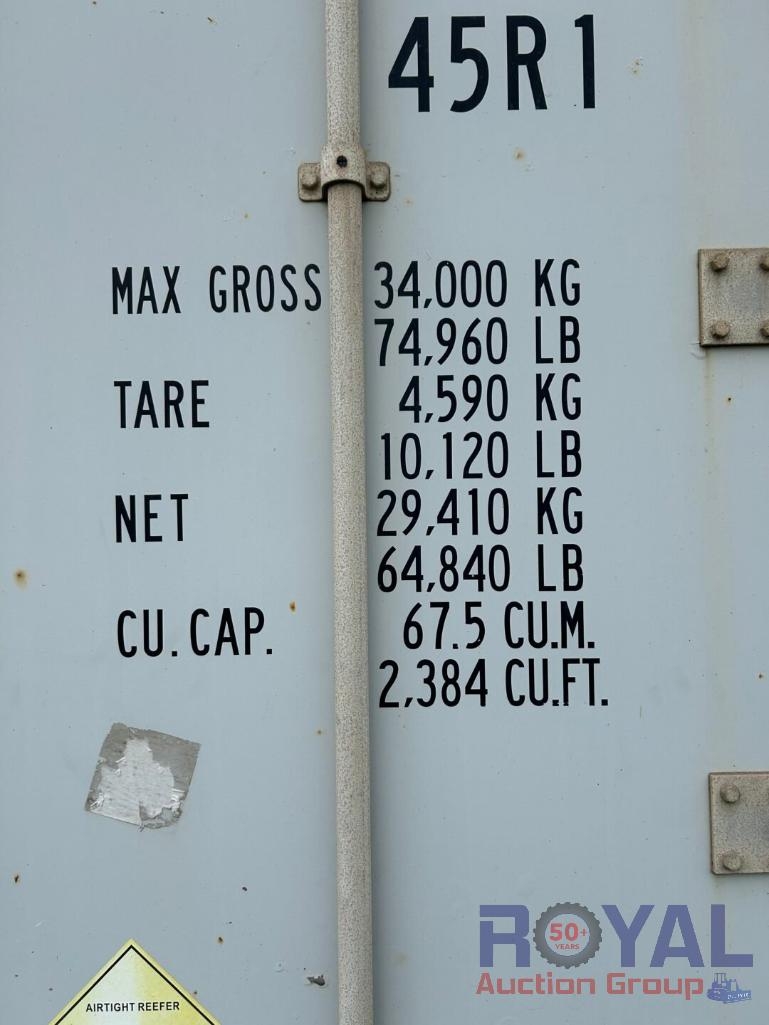 45R1
MAX GROSS 34,000 KG
74,960 LB
TARE 4,590 KG
10,120 LB
NET 29,410 KG
64,840 LB
CU. CAP. 67.5 CU.M.
2,384 CU.FT.
AIRTIGHT REEFER
ROYAL
50+
YEARS
Auction Group